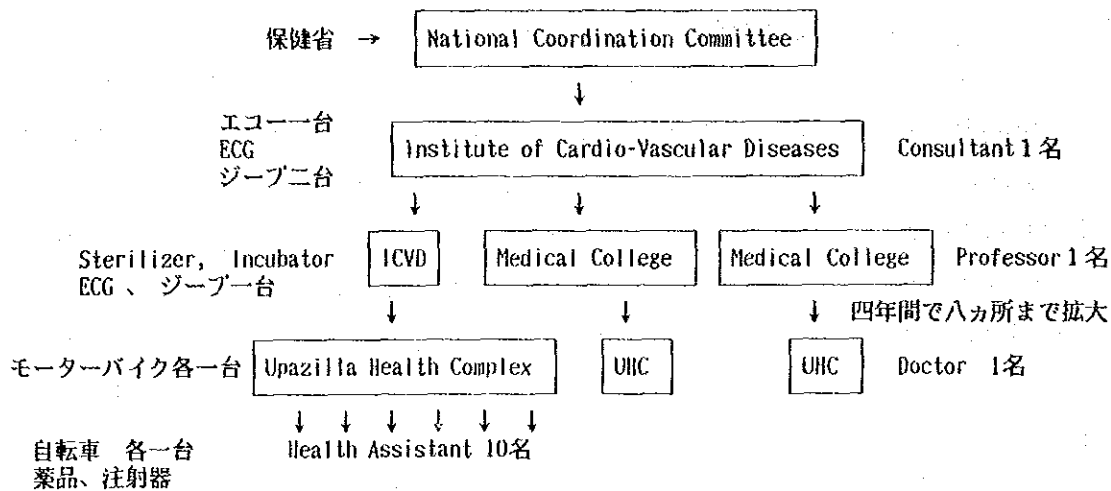 保健省 → National Coordination Committee
↓
エコー一台
ECG
ジープ二台
Institute of Cardio-Vascular Diseases Consultant 1名
↓ ↓ ↓
Sterilizer, Incubator
ECG 、 ジープ一台
ICVD Medical College Medical College Professor 1名
↓ ↓ ↓ 四年間で八ヵ所まで拡大
モーターバイク各一台 Upazilla Health Complex UHC UHC Doctor 1名
↓ ↓ ↓ ↓ ↓ ↓
自転車 各一台 Health Assistant 10名
薬品、注射器